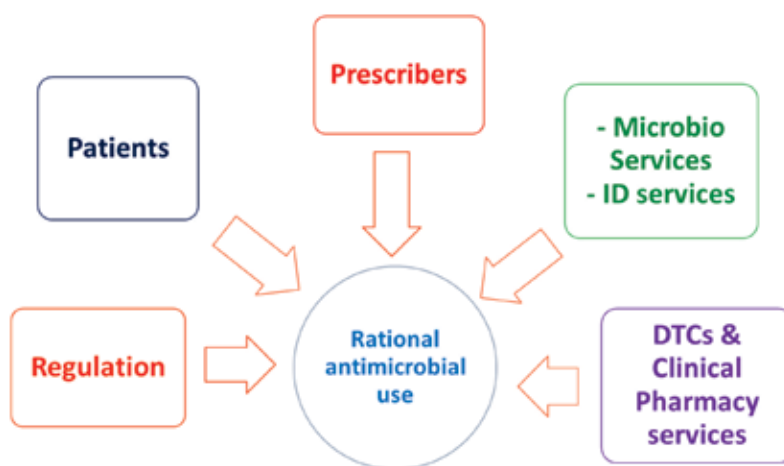 Prescribers
Patients
- Microbio
Services
- ID services
Regulation
Rational
antimicrobial
use
DTCs &
Clinical
Pharmacy
services